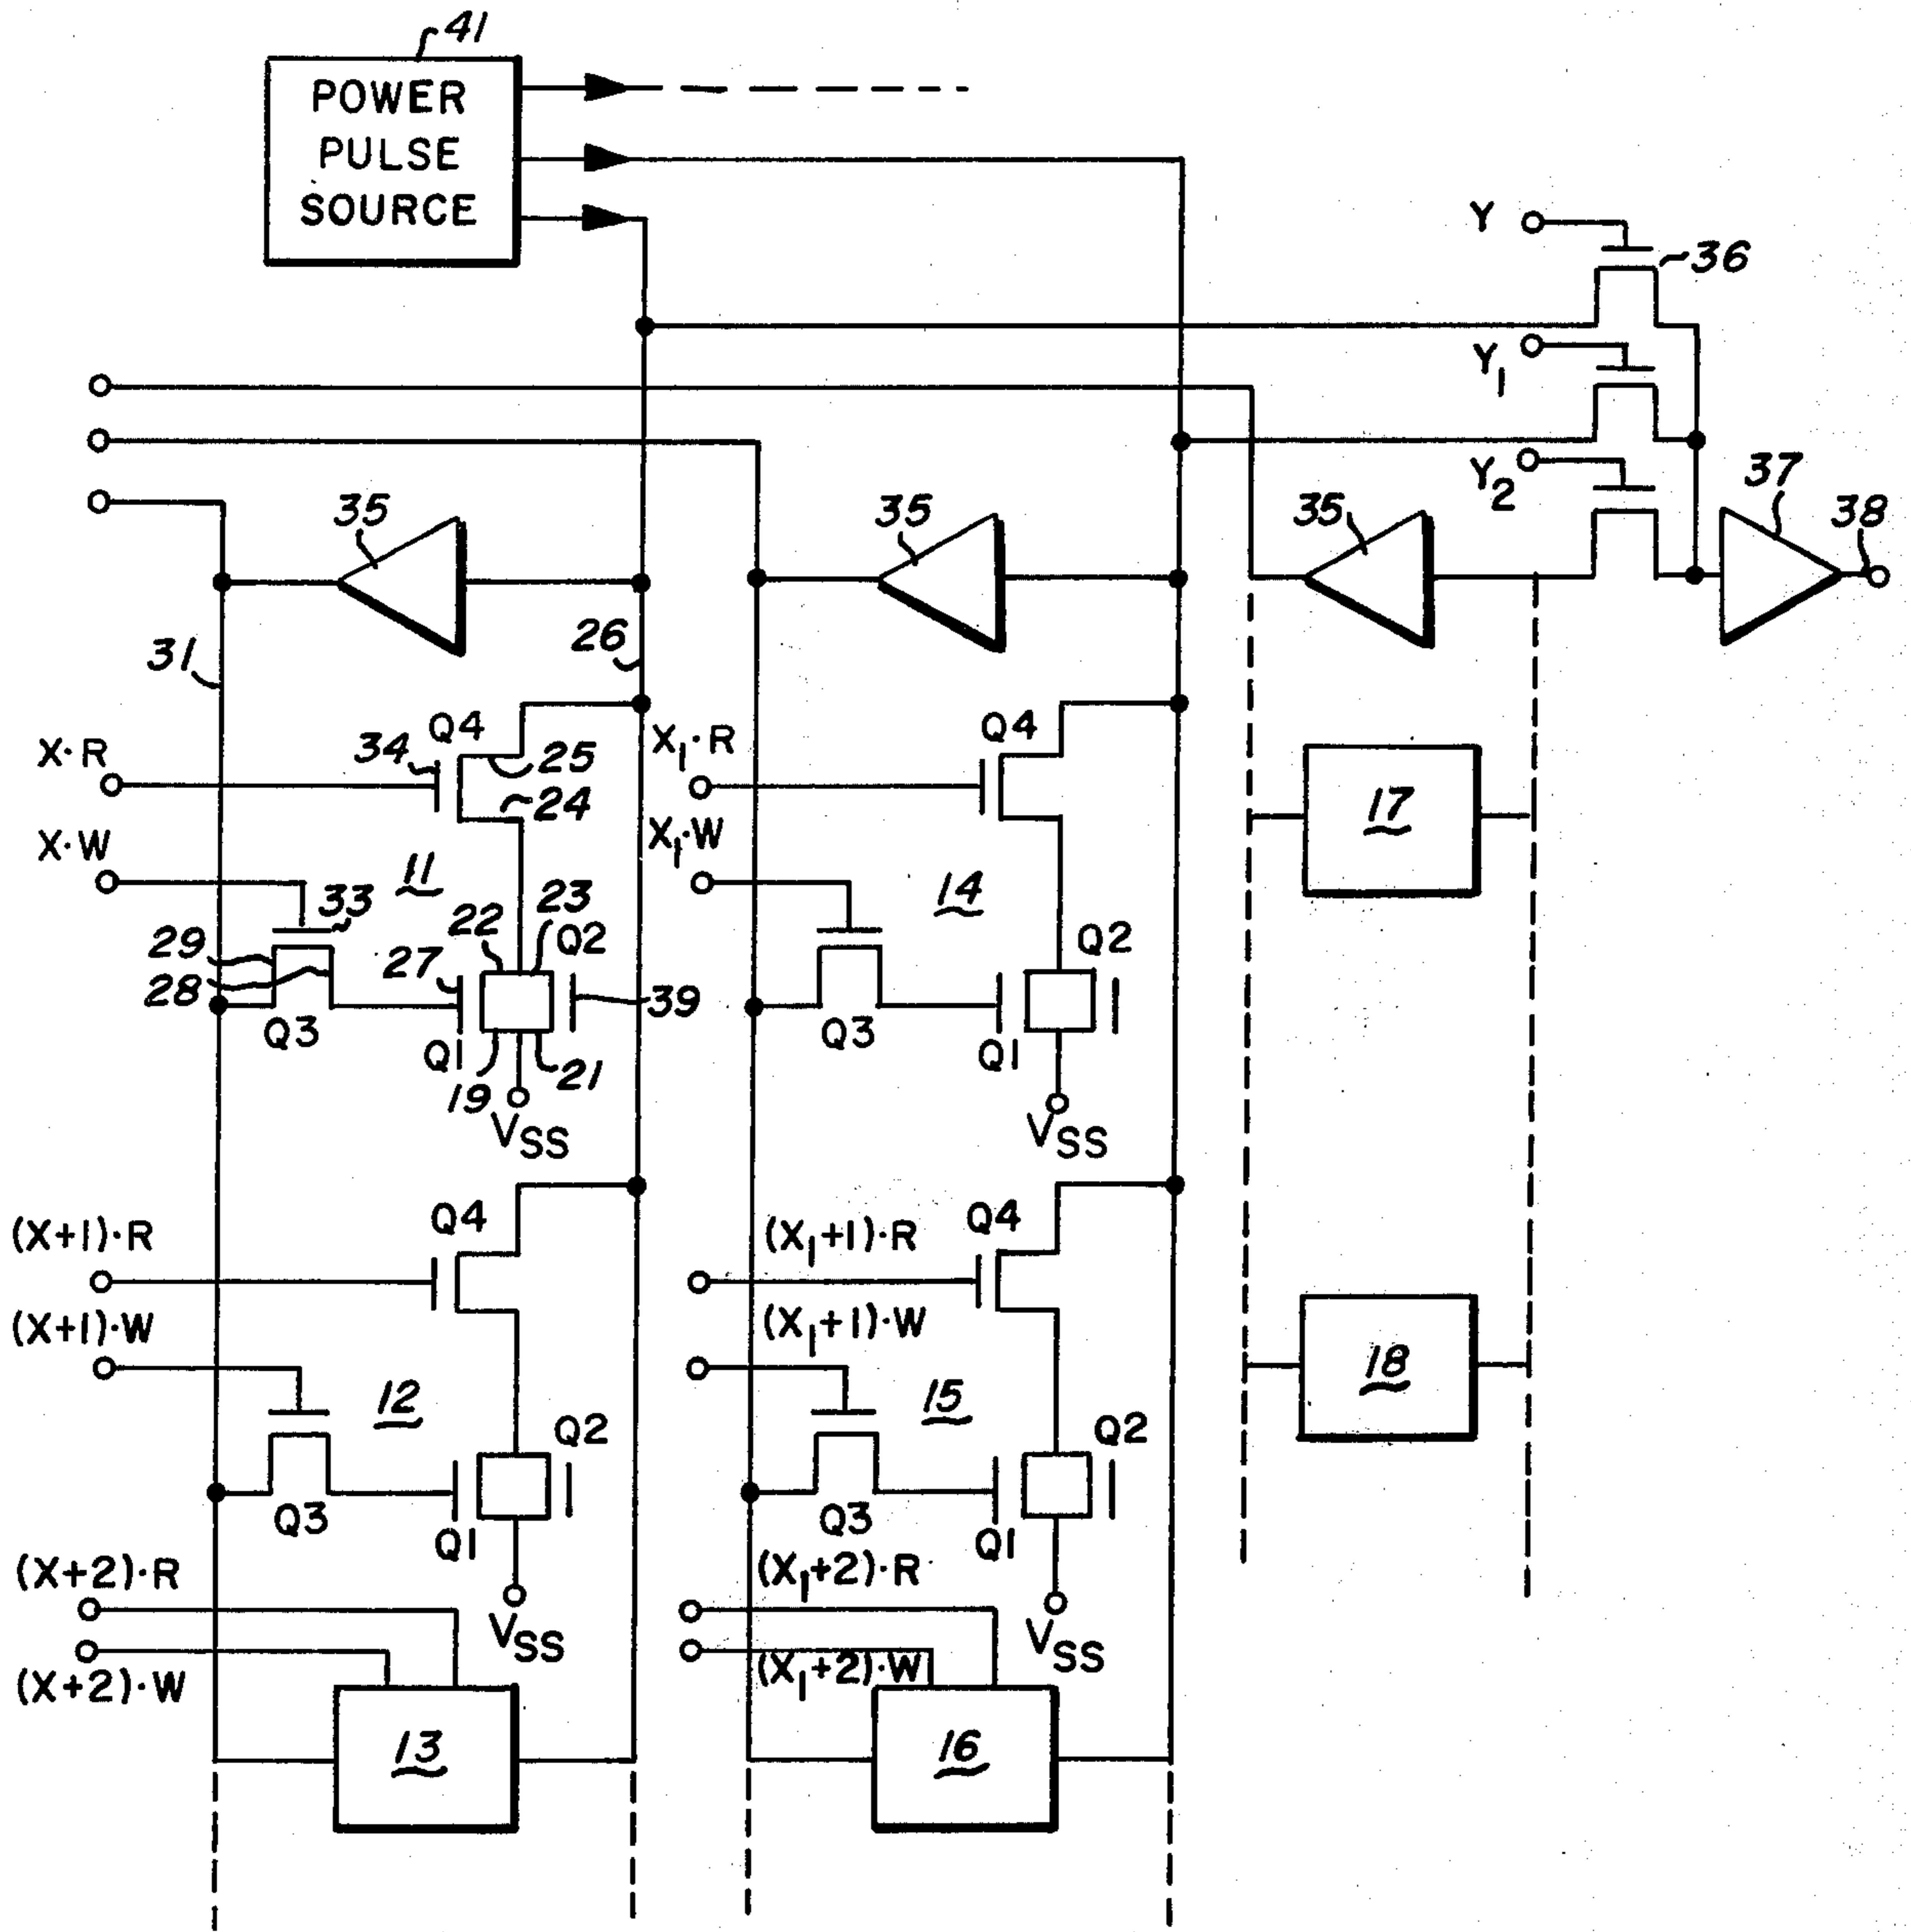 41
POWER
PULSE
SOURCE
Y
36
Y1
Y2
37
38
35
35
35
31
26
X·R
34
Q4
25
24
X1·R
Q4
X·W
11
33
X1·W
14
17
29
28
27
22
23
Q2
39
Q3
Q1
19
21
VSS
Q2
Q3
Q1
VSS
(X+1)·R
Q4
(X1+1)·R
Q4
(X+1)·W
12
(X1+1)·W
15
18
Q2
Q3
Q1
VSS
Q2
Q3
Q1
VSS
(X+2)·R
(X+2)·W
13
(X1+2)·R
(X1+2)·W
16